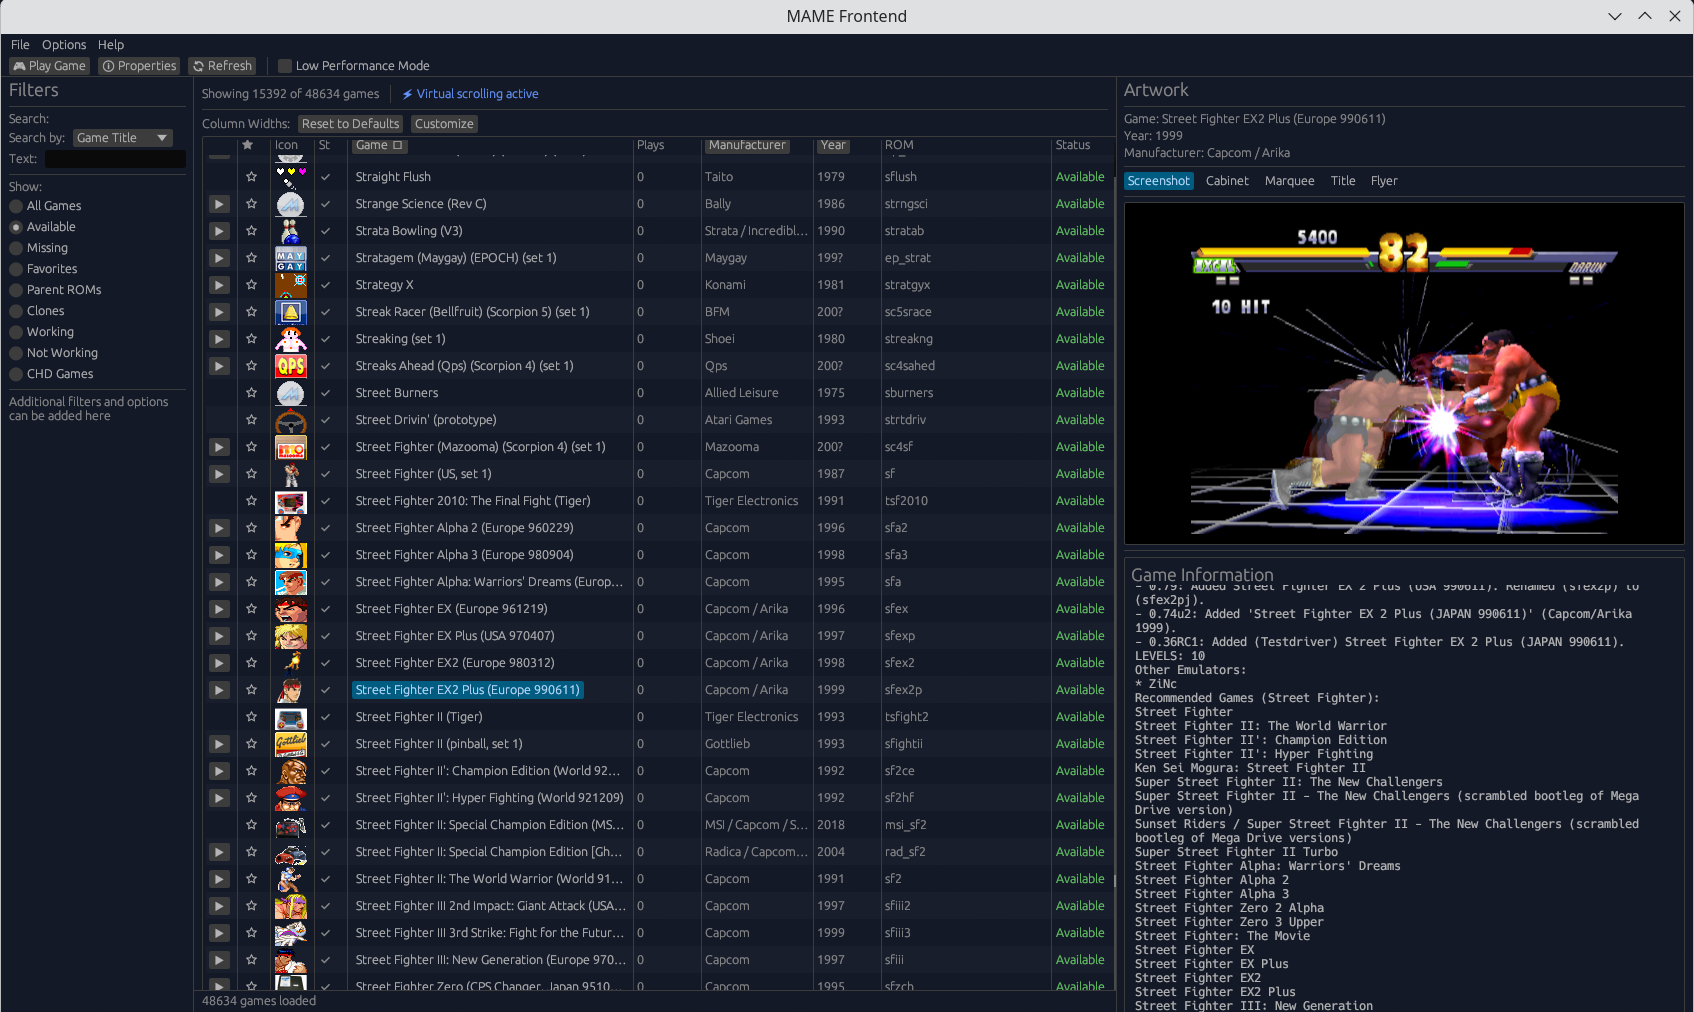 MAME Frontend
File Options Help
Play Game Properties Refresh Low Performance Mode
Filters
Search:
Search by: Game Title
Text:
Show:
All Games
Available
Missing
Favorites
Parent ROMs
Clones
Working
Not Working
CHD Games
Additional filters and options
can be added here
Showing 15392 of 48634 games Virtual scrolling active
Column Widths: Reset to Defaults Customize
Icon St Game Plays Manufacturer Year ROM Status
Straight Flush 0 Taito 1979 sflush Available
Strange Science (Rev C) 0 Bally 1986 strngsci Available
Strata Bowling (V3) 0 Strata / Incredibl... 1990 stratab Available
MAY GAY Stratagem (Maygay) (EPOCH) (set 1) 0 Maygay 199? ep_strat Available
Strategy X 0 Konami 1981 stratgyx Available
Streak Racer (Bellfruit) (Scorpion 5) (set 1) 0 BFM 200? sc5srace Available
Streaking (set 1) 0 Shoei 1980 streakng Available
QPS Streaks Ahead (Qps) (Scorpion 4) (set 1) 0 Qps 200? sc4sahed Available
Street Burners 0 Allied Leisure 1975 sburners Available
Street Drivin' (prototype) 0 Atari Games 1993 strtdriv Available
Street Fighter (Mazooma) (Scorpion 4) (set 1) 0 Mazooma 200? sc4sf Available
Street Fighter (US, set 1) 0 Capcom 1987 sf Available
Street Fighter 2010: The Final Fight (Tiger) 0 Tiger Electronics 1991 tsf2010 Available
Street Fighter Alpha 2 (Europe 960229) 0 Capcom 1996 sfa2 Available
Street Fighter Alpha 3 (Europe 980904) 0 Capcom 1998 sfa3 Available
Street Fighter Alpha: Warriors' Dreams (Europ... 0 Capcom 1995 sfa Available
Street Fighter EX (Europe 961219) 0 Capcom / Arika 1996 sfex Available
Street Fighter EX Plus (USA 970407) 0 Capcom / Arika 1997 sfexp Available
Street Fighter EX2 (Europe 980312) 0 Capcom / Arika 1998 sfex2 Available
Street Fighter EX2 Plus (Europe 990611) 0 Capcom / Arika 1999 sfex2p Available
Street Fighter II (Tiger) 0 Tiger Electronics 1993 tsfight2 Available
Gottlieb Street Fighter II (pinball, set 1) 0 Gottlieb 1993 sfightii Available
Street Fighter II': Champion Edition (World 92... 0 Capcom 1992 sf2ce Available
Street Fighter II': Hyper Fighting (World 921209) 0 Capcom 1992 sf2hf Available
Street Fighter II: Special Champion Edition (MS... 0 MSI / Capcom / S... 2018 msi_sf2 Available
Street Fighter II: Special Champion Edition [Gh... 0 Radica / Capcom... 2004 rad_sf2 Available
Street Fighter II: The World Warrior (World 91... 0 Capcom 1991 sf2 Available
Street Fighter III 2nd Impact: Giant Attack (USA... 0 Capcom 1997 sfiii2 Available
Street Fighter III 3rd Strike: Fight for the Futur... 0 Capcom 1999 sfiii3 Available
Street Fighter III: New Generation (Europe 970... 0 Capcom 1997 sfiii Available
Street Fighter Zero (CPS Changer, Japan 9510... 0 Capcom 1995 sfzch Available
48634 games loaded
Artwork
Game: Street Fighter EX2 Plus (Europe 990611)
Year: 1999
Manufacturer: Capcom / Arika
Screenshot Cabinet Marquee Title Flyer
5400 82
DARUN
10 HIT
Game Information
- 0.79: Added Street Fighter EX 2 Plus (USA 990611). Renamed (sfex2p) to
(sfex2pj).
- 0.74u2: Added 'Street Fighter EX 2 Plus (JAPAN 990611)' (Capcom/Arika
1999).
- 0.36RC1: Added (Testdriver) Street Fighter EX 2 Plus (JAPAN 990611).
LEVELS: 10
Other Emulators:
* ZiNc
Recommended Games (Street Fighter):
Street Fighter
Street Fighter II: The World Warrior
Street Fighter II': Champion Edition
Street Fighter II': Hyper Fighting
Ken Sei Mogura: Street Fighter II
Super Street Fighter II: The New Challengers
Super Street Fighter II - The New Challengers (scrambled bootleg of Mega
Drive version)
Sunset Riders / Super Street Fighter II - The New Challengers (scrambled
bootleg of Mega Drive versions)
Super Street Fighter II Turbo
Street Fighter Alpha: Warriors' Dreams
Street Fighter Alpha 2
Street Fighter Alpha 3
Street Fighter Zero 2 Alpha
Street Fighter Zero 3 Upper
Street Fighter: The Movie
Street Fighter EX
Street Fighter EX Plus
Street Fighter EX2
Street Fighter EX2 Plus
Street Fighter III: New Generation